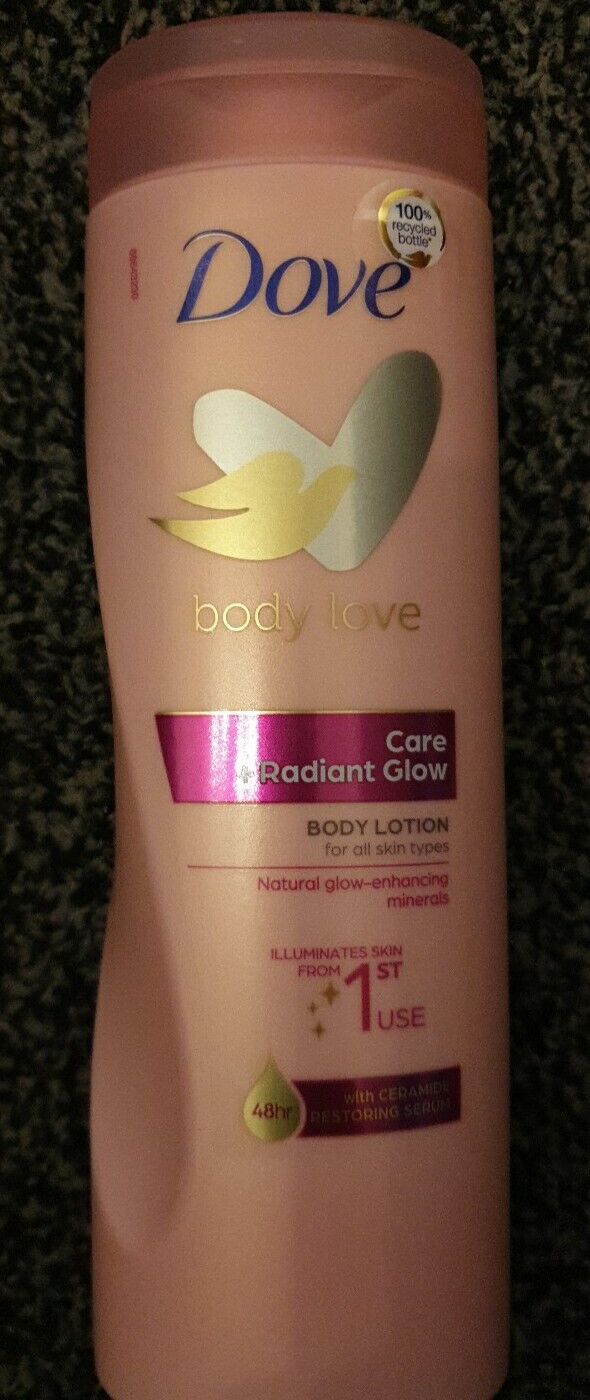 100%
recycled
bottle*
Dove
body love
Care
+Radiant Glow
BODY LOTION
for all skin types
Natural glow-enhancing
minerals
ILLUMINATES SKIN
FROM 1ST
USE
48hr
with CERAMIDE
RESTORING SERUM